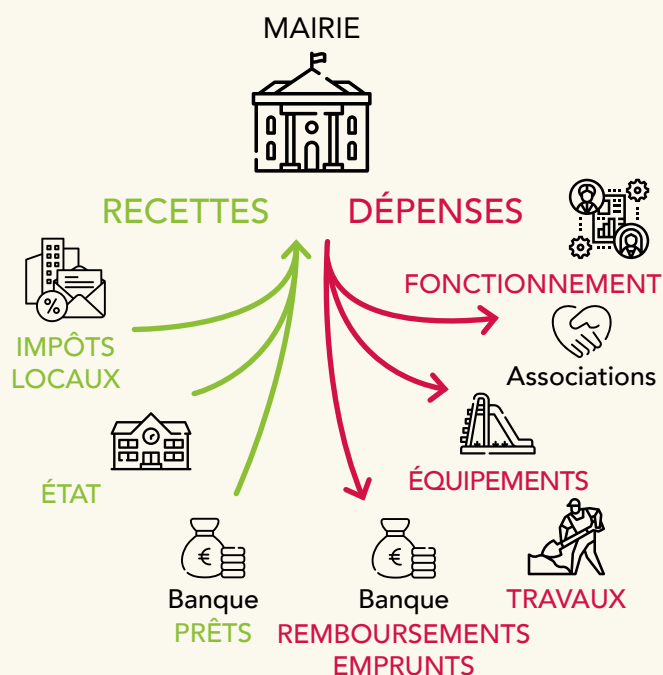 MAIRIE
RECETTES
DÉPENSES
IMPÔTS
LOCAUX
ÉTAT
Banque
PRÊTS
FONCTIONNEMENT
Associations
ÉQUIPEMENTS
TRAVAUX
Banque
REMBOURSEMENTS
EMPRUNTS
%
€
€